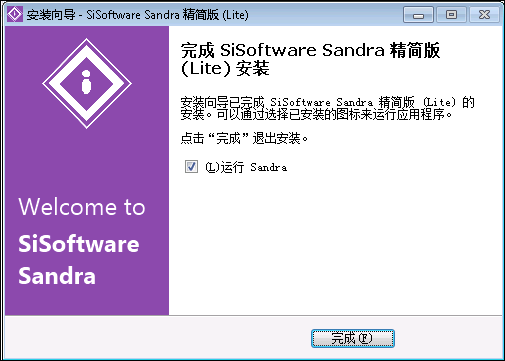 安装向导 - SiSoftware Sandra 精简版 (Lite)
完成 SiSoftware Sandra 精简版
(Lite) 安装
安装向导已完成 SiSoftware Sandra 精简版 (Lite) 的
安装。可以通过选择已安装的图标来运行应用程序。
点击“完成”退出安装。
(L)运行 Sandra
Welcome to
SiSoftware
Sandra
完成(F)